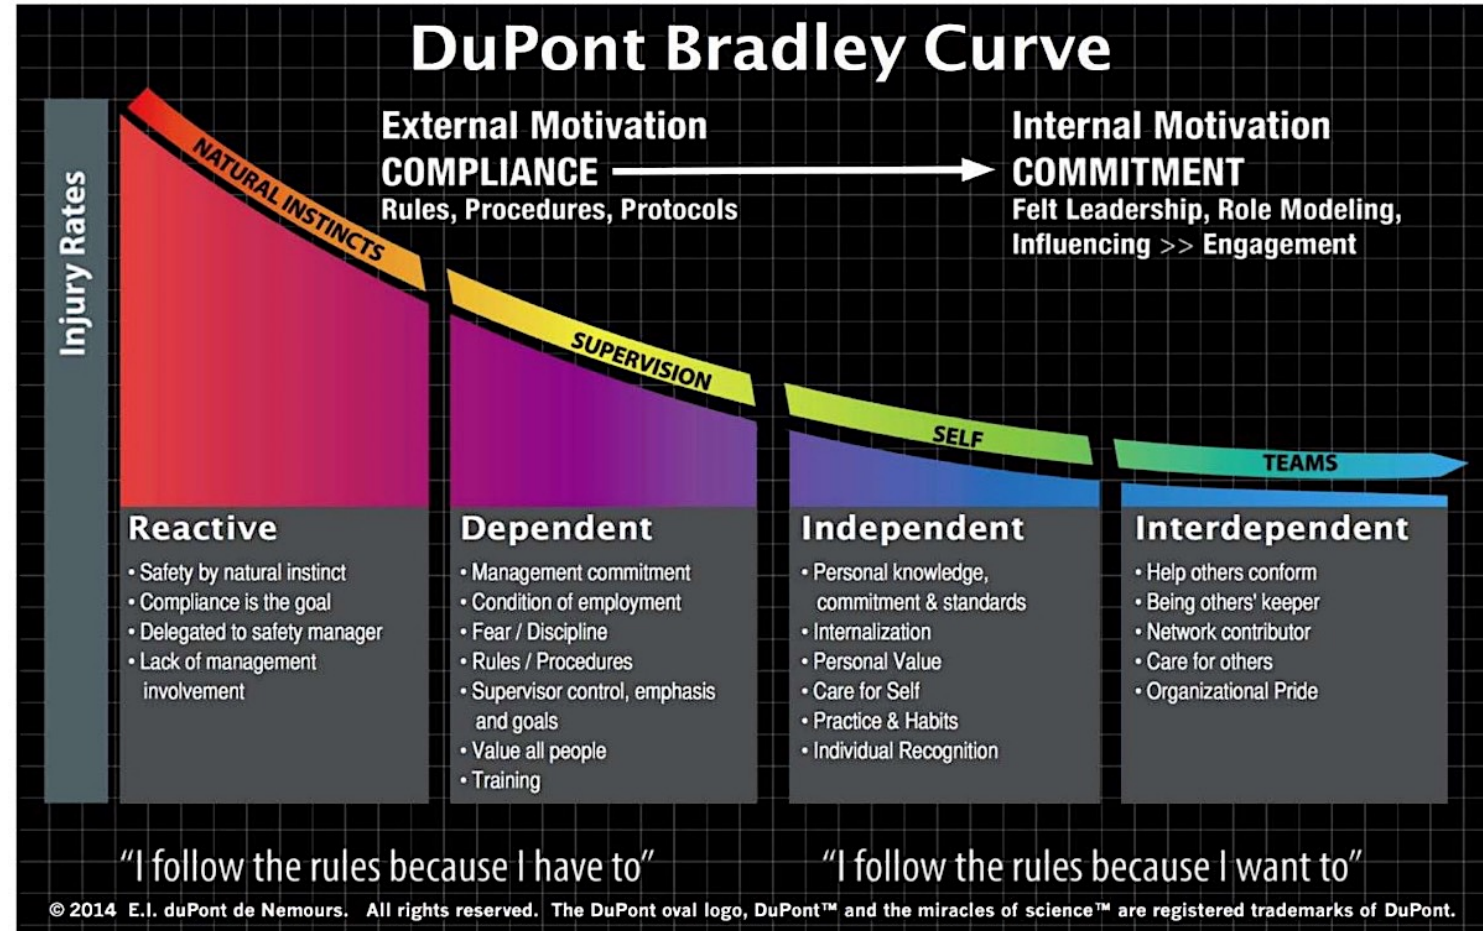 DuPont Bradley Curve
Injury Rates
External Motivation
COMPLIANCE
Rules, Procedures, Protocols
Internal Motivation
COMMITMENT
Felt Leadership, Role Modeling,
Influencing >> Engagement
NATURAL INSTINCTS
SUPERVISION
SELF
TEAMS
Reactive
• Safety by natural instinct
• Compliance is the goal
• Delegated to safety manager
• Lack of management
involvement
Dependent
• Management commitment
• Condition of employment
• Fear / Discipline
• Rules / Procedures
• Supervisor control, emphasis
and goals
• Value all people
• Training
Independent
• Personal knowledge,
commitment & standards
• Internalization
• Personal Value
• Care for Self
• Practice & Habits
• Individual Recognition
Interdependent
• Help others conform
• Being others' keeper
• Network contributor
• Care for others
• Organizational Pride
“I follow the rules because I have to”
“I follow the rules because I want to”
© 2014 E.I. duPont de Nemours. All rights reserved. The DuPont oval logo, DuPont™ and the miracles of science™ are registered trademarks of DuPont.